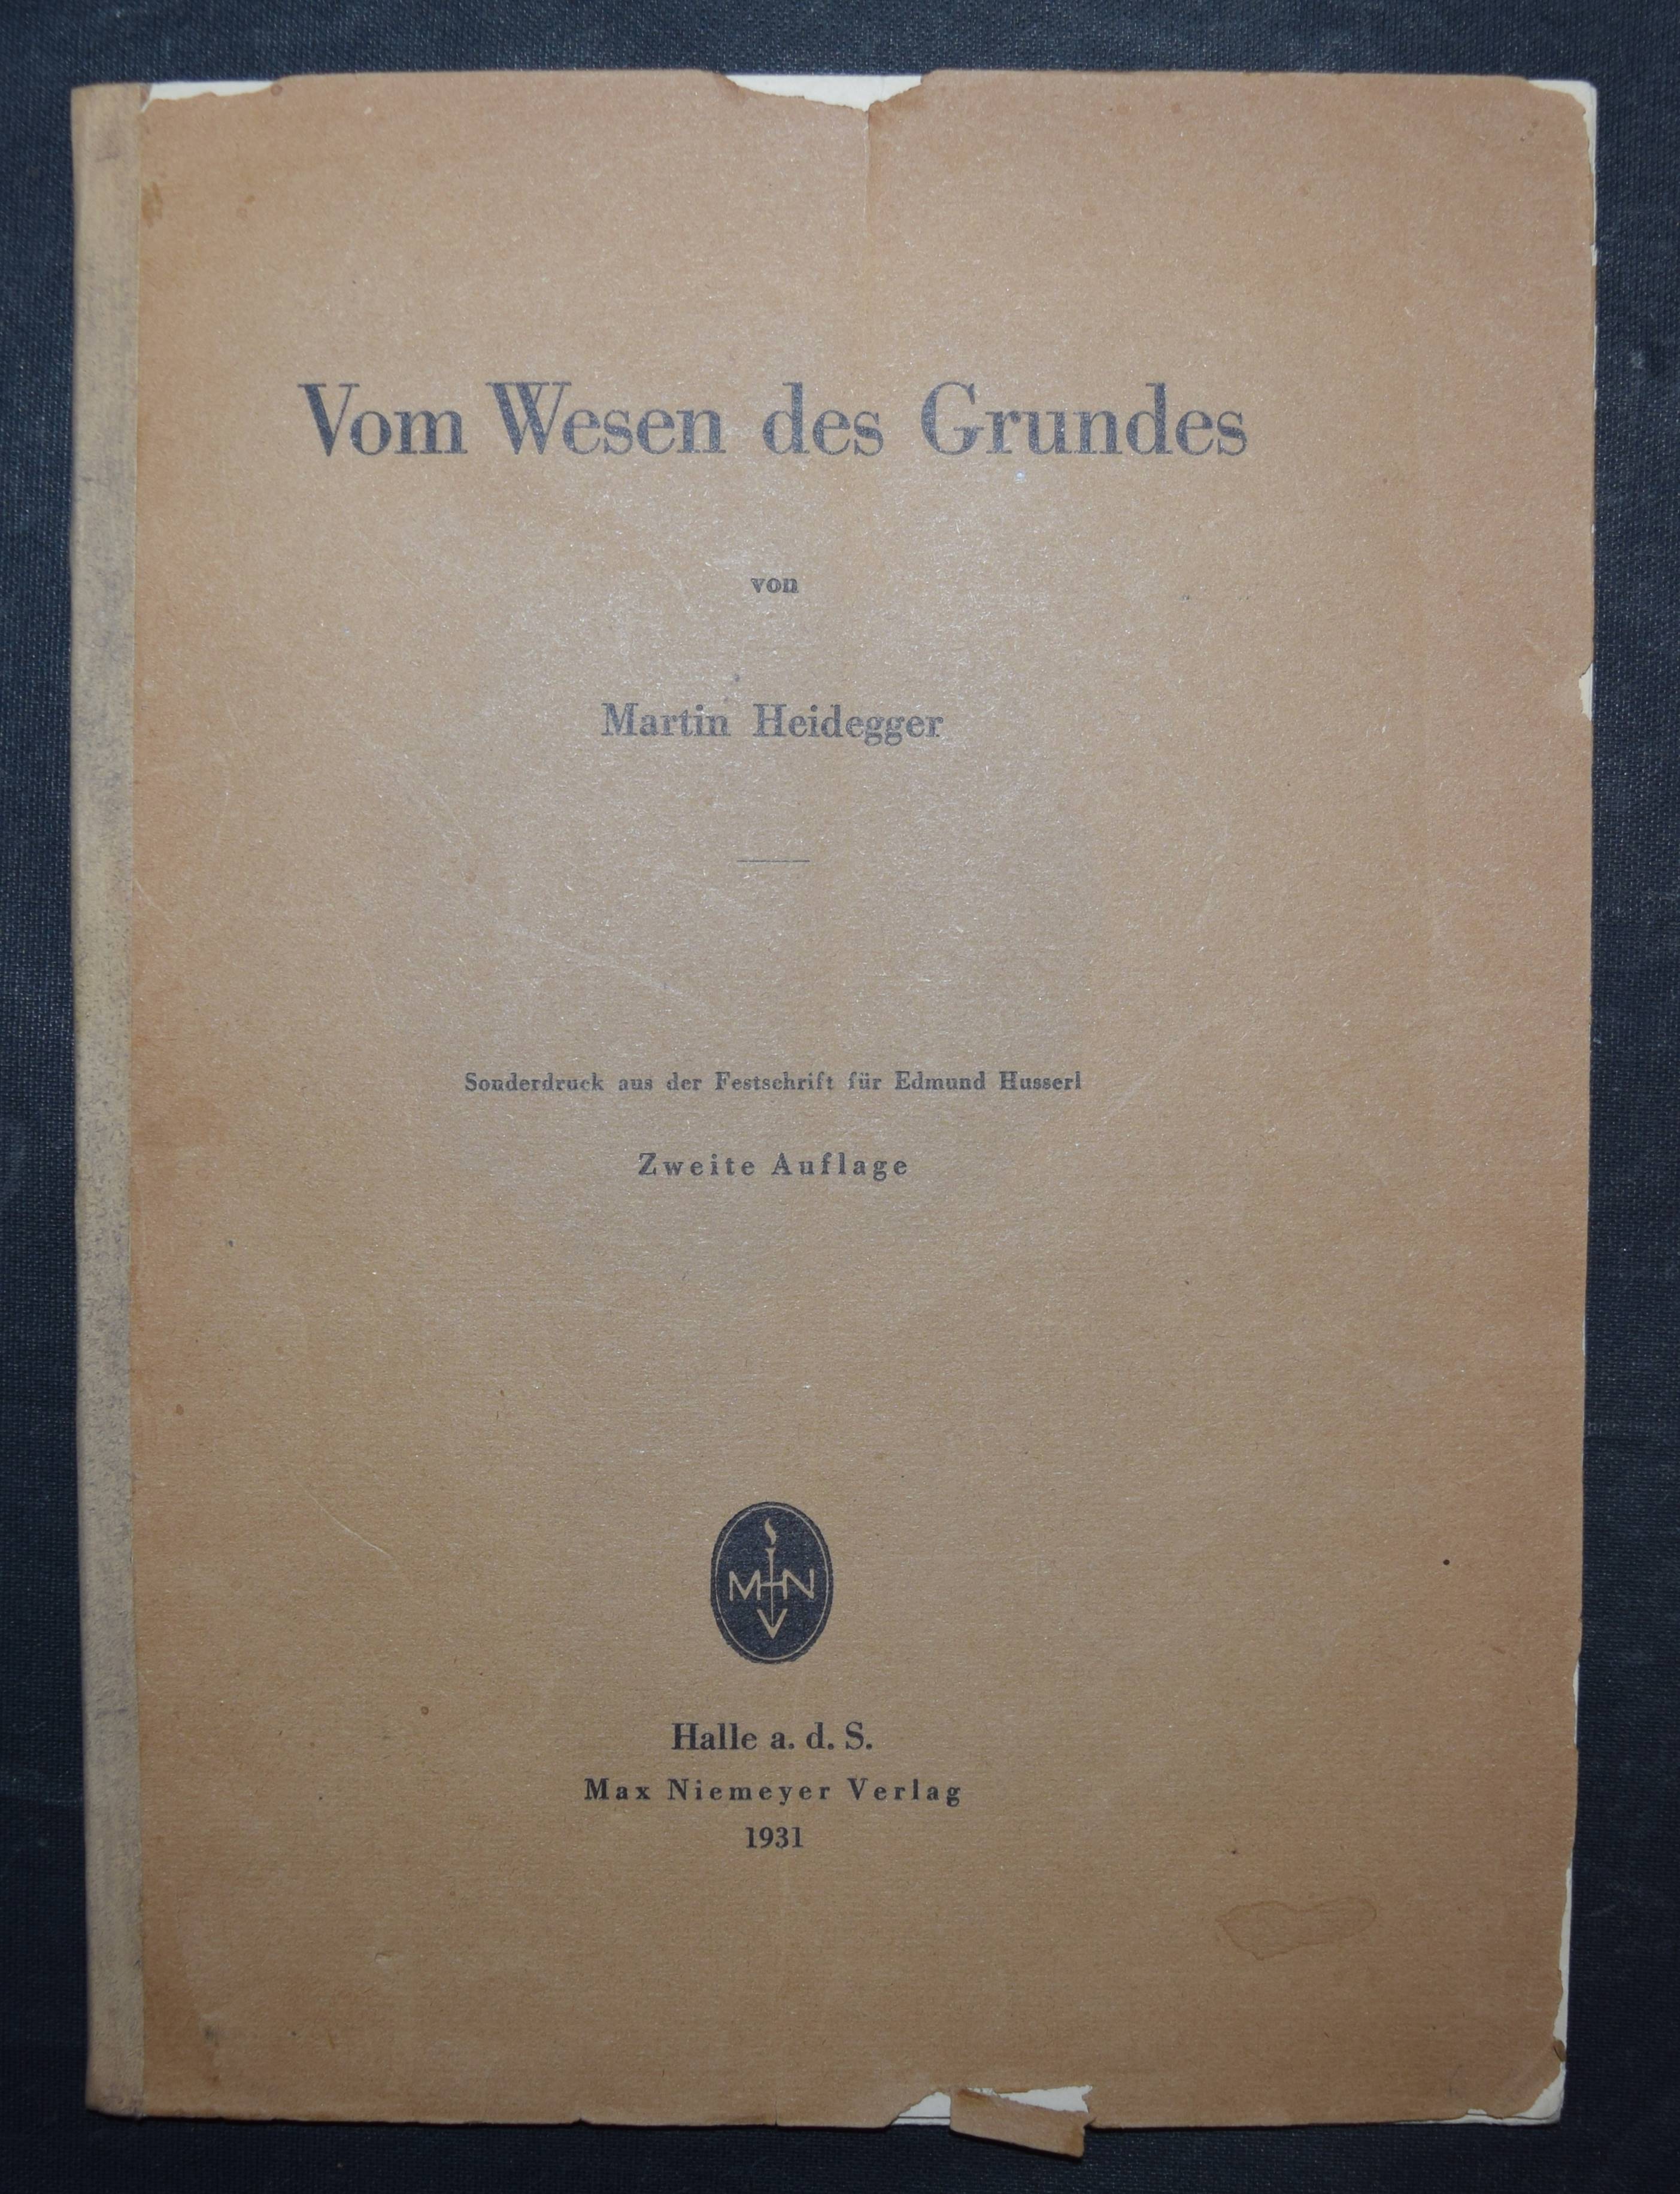 Vom Wesen des Grundes
von
Martin Heidegger
Sonderdruck aus der Festschrift für Edmund Husserl
Zweite Auflage
M N
V
Halle a. d. S.
Max Niemeyer Verlag
1931